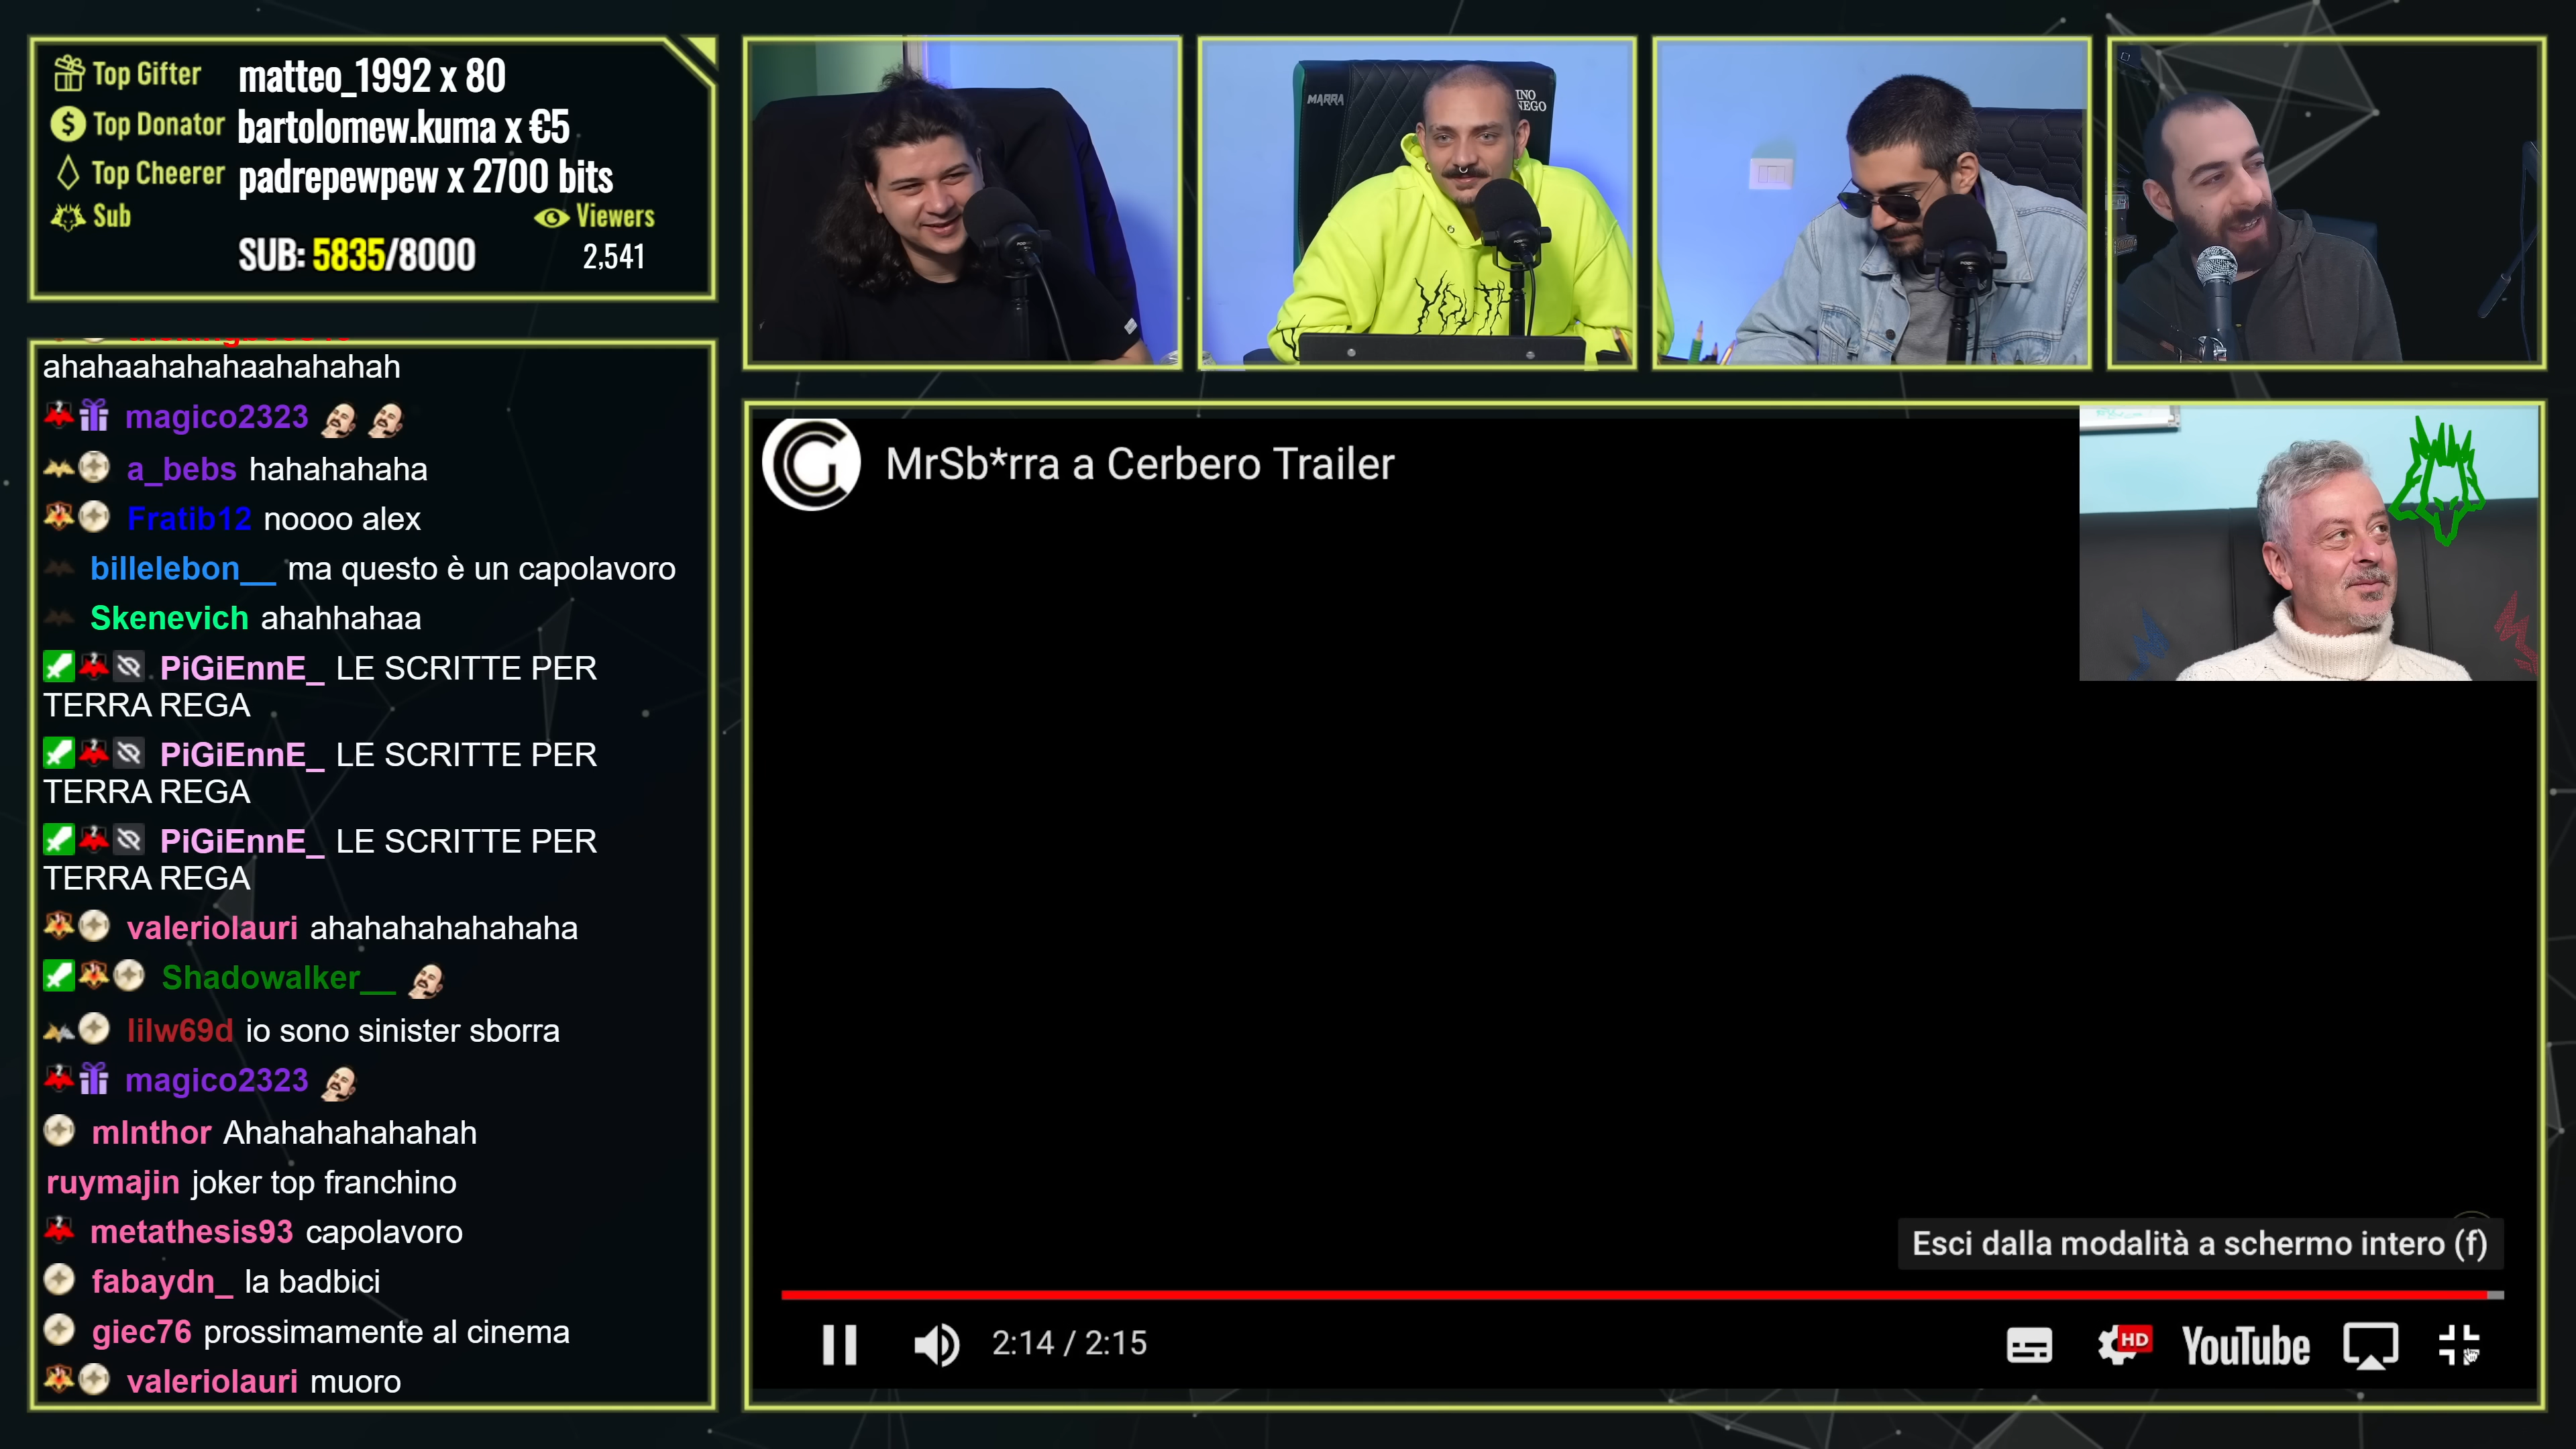 Top Gifter matteo_1992 x 80
Top Donator bartolomew.kuma x €5
Top Cheerer padrepewpew x 2700 bits
Sub Viewers
SUB: 5835/8000 2,541
MARRA
ahahaahahahaahahahah
magico2323
a_bebs hahahahaha
Fratib12 noooo alex
billelebon__ ma questo è un capolavoro
Skenevich ahahhahaa
PiGiEnnE_ LE SCRITTE PER
TERRA REGA
PiGiEnnE_ LE SCRITTE PER
TERRA REGA
PiGiEnnE_ LE SCRITTE PER
TERRA REGA
valeriolauri ahahahahahahaha
Shadowalker__
lilw69d io sono sinister sborra
magico2323
mInthor Ahahahahahahah
ruymajin joker top franchino
metathesis93 capolavoro
fabaydn_ la badbici
giec76 prossimamente al cinema
valeriolauri muoro
MrSb*rra a Cerbero Trailer
Esci dalla modalità a schermo intero (f)
2:14 / 2:15
HD
YouTube